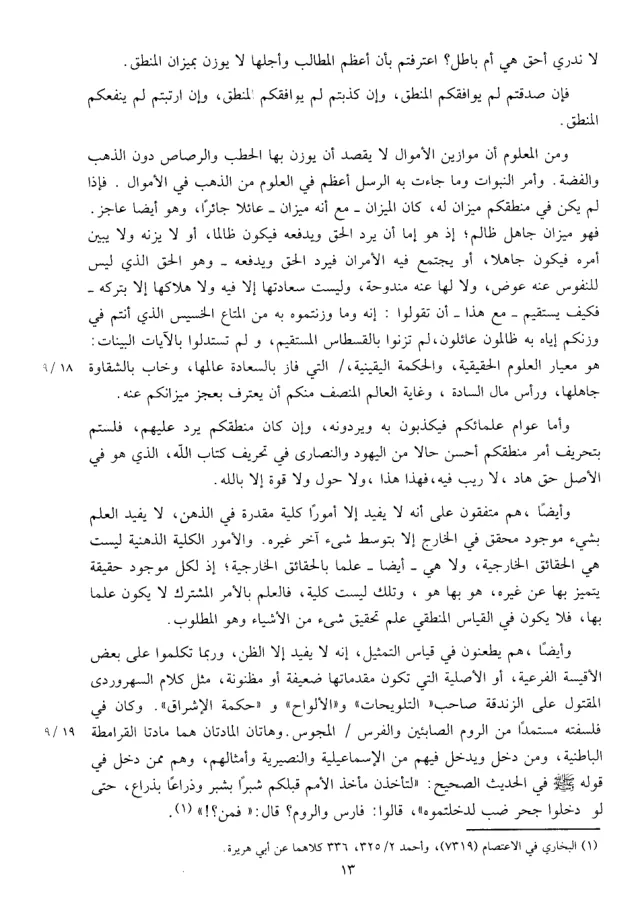 لا ندري أحق هي أم باطل؟ اعترفتم بأن أعظم المطالب وأجلها لا يوزن بميزان المنطق.
فإن صدقتم لم يوافقكم المنطق، وإن كذبتم لم يوافقكم المنطق، وإن ارتبتم لم ينفعكم
المنطق.
ومن المعلوم أن موازين الأموال لا يقصد أن يوزن بها الحطب والرصاص دون الذهب
والفضة. وأمر النبوات وما جاءت به الرسل أعظم في العلوم من الذهب في الأموال. فإذا
لم يكن في منطقكم ميزان له، كان الميزان ـ مع أنه ميزان ـ عائلا جائرًا، وهو أيضا عاجز.
فهو ميزان جاهل ظالم؛ إذ هو إما أن يرد الحق ويدفعه فيكون ظالما، أو لا يزنه ولا يبين
أمره فيكون جاهلا، أو يجتمع فيه الأمران فيرد الحق ويدفعه ـ وهو الحق الذي ليس
للنفوس عنه عوض، ولا لها عنه مندوحة، وليست سعادتها إلا فيه ولا هلاكها إلا بتركه ـ
فكيف يستقيم ـ مع هذا ـ أن تقولوا : إنه وما وزنتموه به من المتاع الخسيس الذي أنتم في
وزنكم إياه به ظالمون عائلون، لم تزنوا بالقسطاس المستقيم، و لم تستدلوا بالآيات البينات:
هو معيار العلوم الحقيقية، والحكمة اليقينية،/ التي فاز بالسعادة عالمها، وخاب بالشقاوة ٩/١٨
جاهلها، ورأس مال السادة ، وغاية العالم المنصف منكم أن يعترف بعجز ميزانكم عنه.
وأما عوام علمائكم فيكذبون به ويردونه، وإن كان منطقكم يرد عليهم، فلستم
بتحريف أمر منطقكم أحسن حالا من اليهود والنصارى في تحريف كتاب الله، الذي هو في
الأصل حق هاد ،لا ريب فيه،فهذا هذا ،ولا حول ولا قوة إلا بالله.
وأيضًا ،هم متفقون على أنه لا يفيد إلا أمورًا كلية مقدرة في الذهن، لا يفيد العلم
بشيء موجود محقق في الخارج إلا بتوسط شيء آخر غيره. والأمور الكلية الذهنية ليست
هي الحقائق الخارجية، ولا هي ـ أيضا ـ علما بالحقائق الخارجية؛ إذ لكل موجود حقيقة
يتميز بها عن غيره، هو بها هو ، وتلك ليست كلية، فالعلم بالأمر المشترك لا يكون علما
بها، فلا يكون في القياس المنطقي علم تحقيق شيء من الأشياء وهو المطلوب.
وأيضًا ،هم يطعنون في قياس التمثيل، إنه لا يفيد إلا الظن، وربما تكلموا على بعض
الأقيسة الفرعية، أو الأصلية التي تكون مقدماتها ضعيفة أو مظنونة، مثل كلام السهروردى
المقتول على الزندقة صاحب« التلويحات» و«الألواح» و «حكمة الإشراق». وكان في
فلسفته مستمدًا من الروم الصابئين والفرس / المجوس.وهاتان المادتان هما مادتا القرامطة ٩/١٩
الباطنية، ومن دخل ويدخل فيهم من الإسماعيلية والنصيرية وأمثالهم، وهم ممن دخل في
قوله ﷺ في الحديث الصحيح: «لتأخذن مآخذ الأمم قبلكم شبرًا بشبر وذراعًا بذراع، حتى
لو دخلوا جحر ضب لدخلتموه»، قالوا: فارس والروم؟ قال:« فمن؟!» (١).
(١) البخاري في الاعتصام (٧٣١٩)، وأحمد ٢/ ٣٢٥، ٣٣٦ كلاهما عن أبي هريرة.
١٣